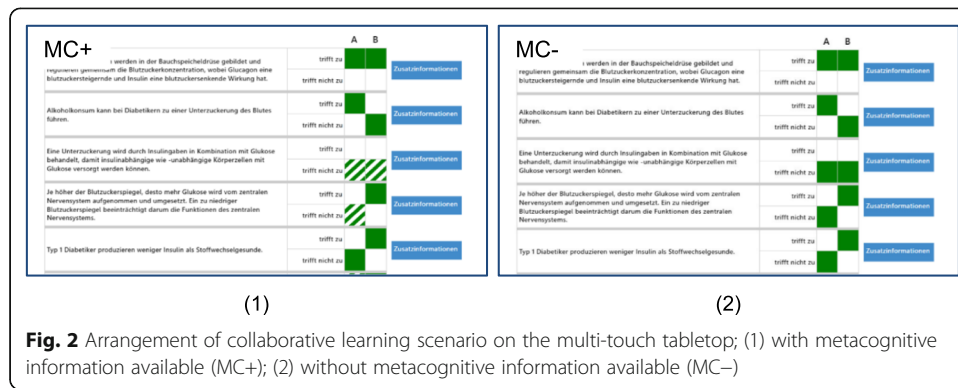 MC+
A B
werden in der Bauchspeicheldrüse gebildet und
regulieren gemeinsam die Blutzuckerkonzentration, wobei Glucagon eine
blutzuckersteigernde und Insulin eine blutzuckersenkende Wirkung hat.
trifft zu
trifft nicht zu
Zusatzinformationen
Alkoholkonsum kann bei Diabetikern zu einer Unterzuckerung des Blutes
führen.
trifft zu
trifft nicht zu
Zusatzinformationen
Eine Unterzuckerung wird durch Insulingaben in Kombination mit Glukose
behandelt, damit insulinabhängige wie -unabhängige Körperzellen mit
Glukose versorgt werden können.
trifft zu
trifft nicht zu
Zusatzinformationen
Je höher der Blutzuckerspiegel, desto mehr Glukose wird vom zentralen
Nervensystem aufgenommen und umgesetzt. Ein zu niedriger
Blutzuckerspiegel beeinträchtigt darum die Funktionen des zentralen
Nervensystems.
trifft zu
trifft nicht zu
Zusatzinformationen
Typ 1 Diabetiker produzieren weniger Insulin als Stoffwechselgesunde.
trifft zu
trifft nicht zu
Zusatzinformationen
(1)
MC-
A B
werden in der Bauchspeicheldrüse gebildet und
regulieren gemeinsam die Blutzuckerkonzentration, wobei Glucagon eine
blutzuckersteigernde und Insulin eine blutzuckersenkende Wirkung hat.
trifft zu
trifft nicht zu
Zusatzinformationen
Alkoholkonsum kann bei Diabetikern zu einer Unterzuckerung des Blutes
führen.
trifft zu
trifft nicht zu
Zusatzinformationen
Eine Unterzuckerung wird durch Insulingaben in Kombination mit Glukose
behandelt, damit insulinabhängige wie -unabhängige Körperzellen mit
Glukose versorgt werden können.
trifft zu
trifft nicht zu
Zusatzinformationen
Je höher der Blutzuckerspiegel, desto mehr Glukose wird vom zentralen
Nervensystem aufgenommen und umgesetzt. Ein zu niedriger
Blutzuckerspiegel beeinträchtigt darum die Funktionen des zentralen
Nervensystems.
trifft zu
trifft nicht zu
Zusatzinformationen
Typ 1 Diabetiker produzieren weniger Insulin als Stoffwechselgesunde.
trifft zu
trifft nicht zu
Zusatzinformationen
(2)
Fig. 2 Arrangement of collaborative learning scenario on the multi-touch tabletop; (1) with metacognitive
information available (MC+); (2) without metacognitive information available (MC−)